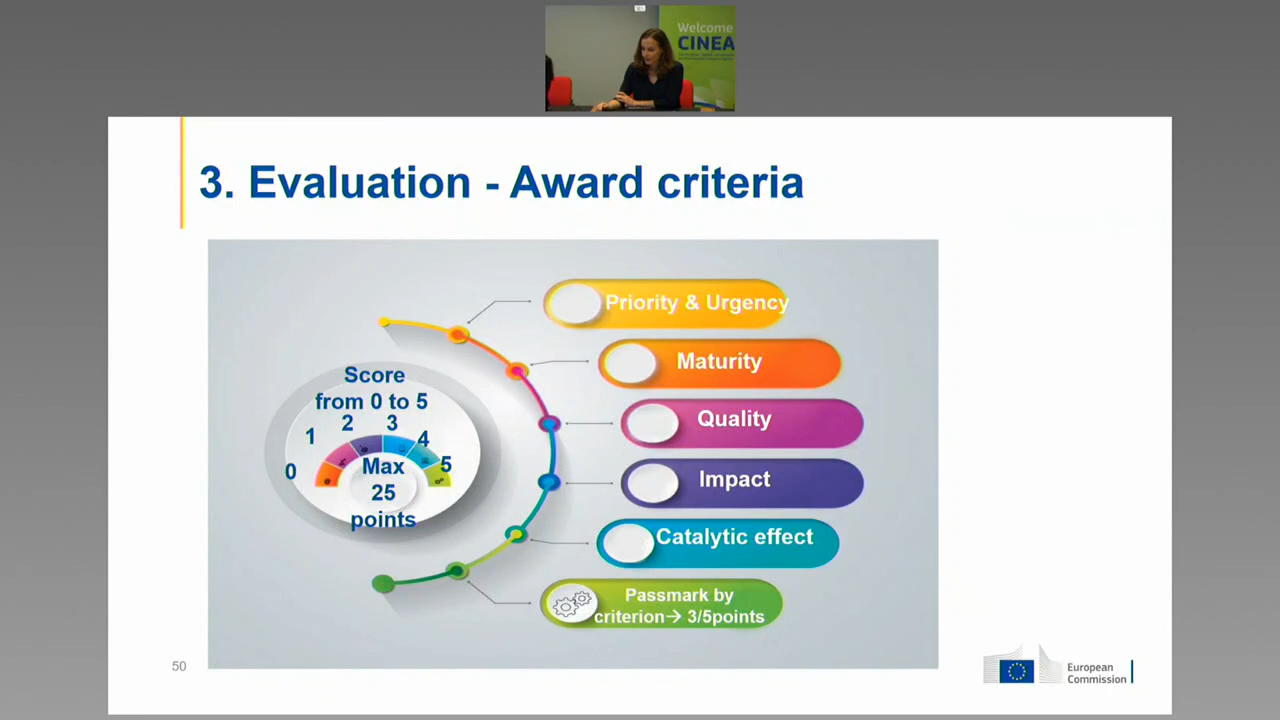 Welcome
CINEA
3. Evaluation - Award criteria
Score
from 0 to 5
0
1
2
3
4
5
Max
25
points
Priority & Urgency
Maturity
Quality
Impact
Catalytic effect
Passmark by
criterion→ 3/5points
50
European
Commission